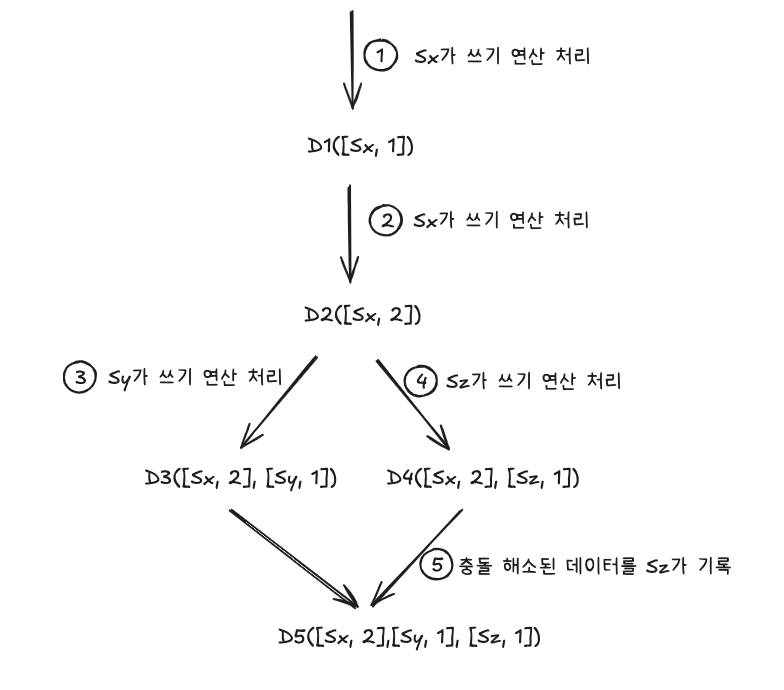 ① Sx가 쓰기 연산 처리
D1([Sx, 1])
② Sx가 쓰기 연산 처리
D2([Sx, 2])
③ Sy가 쓰기 연산 처리
④ Sz가 쓰기 연산 처리
D3([Sx, 2], [Sy, 1])
D4([Sx, 2], [Sz, 1])
⑤ 충돌 해소된 데이터를 Sz가 기록
D5([Sx, 2],[Sy, 1], [Sz, 1])